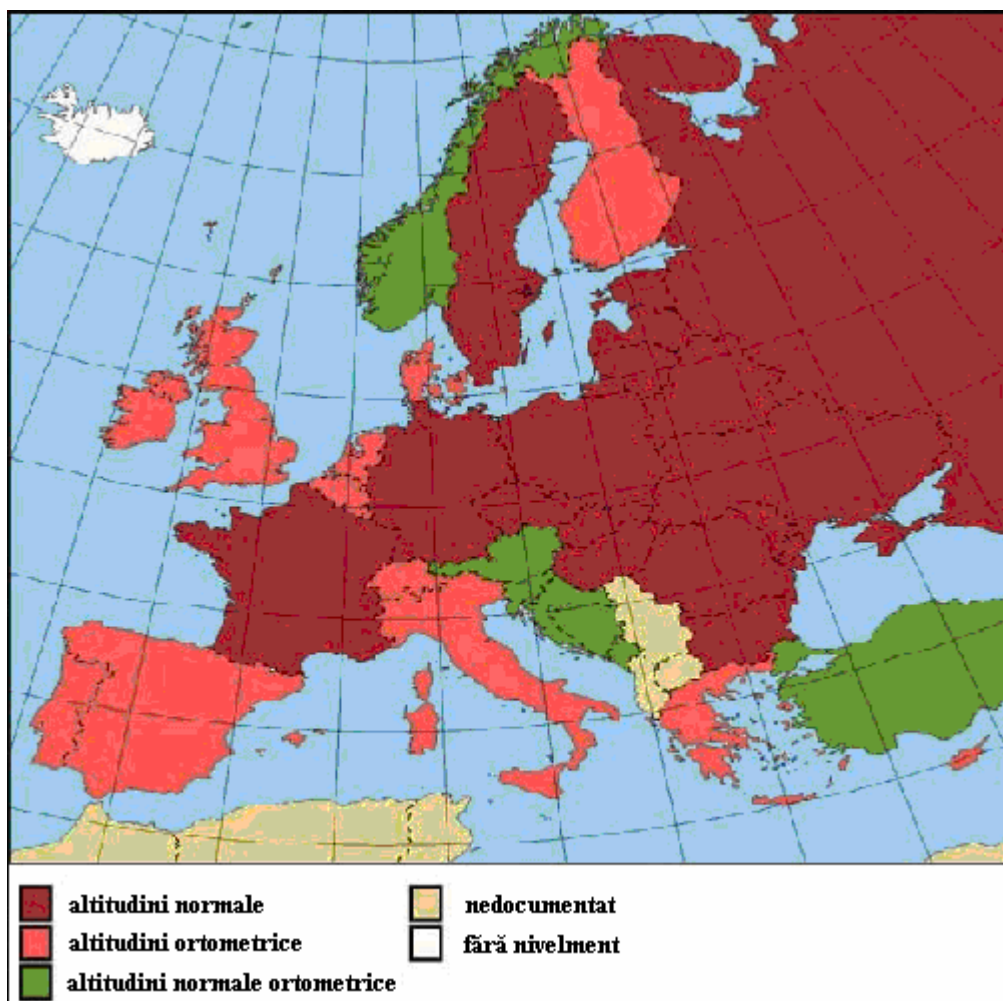 altitudini normale
altitudini ortometrice
altitudini normale ortometrice
nedocumentat
fără nivelment